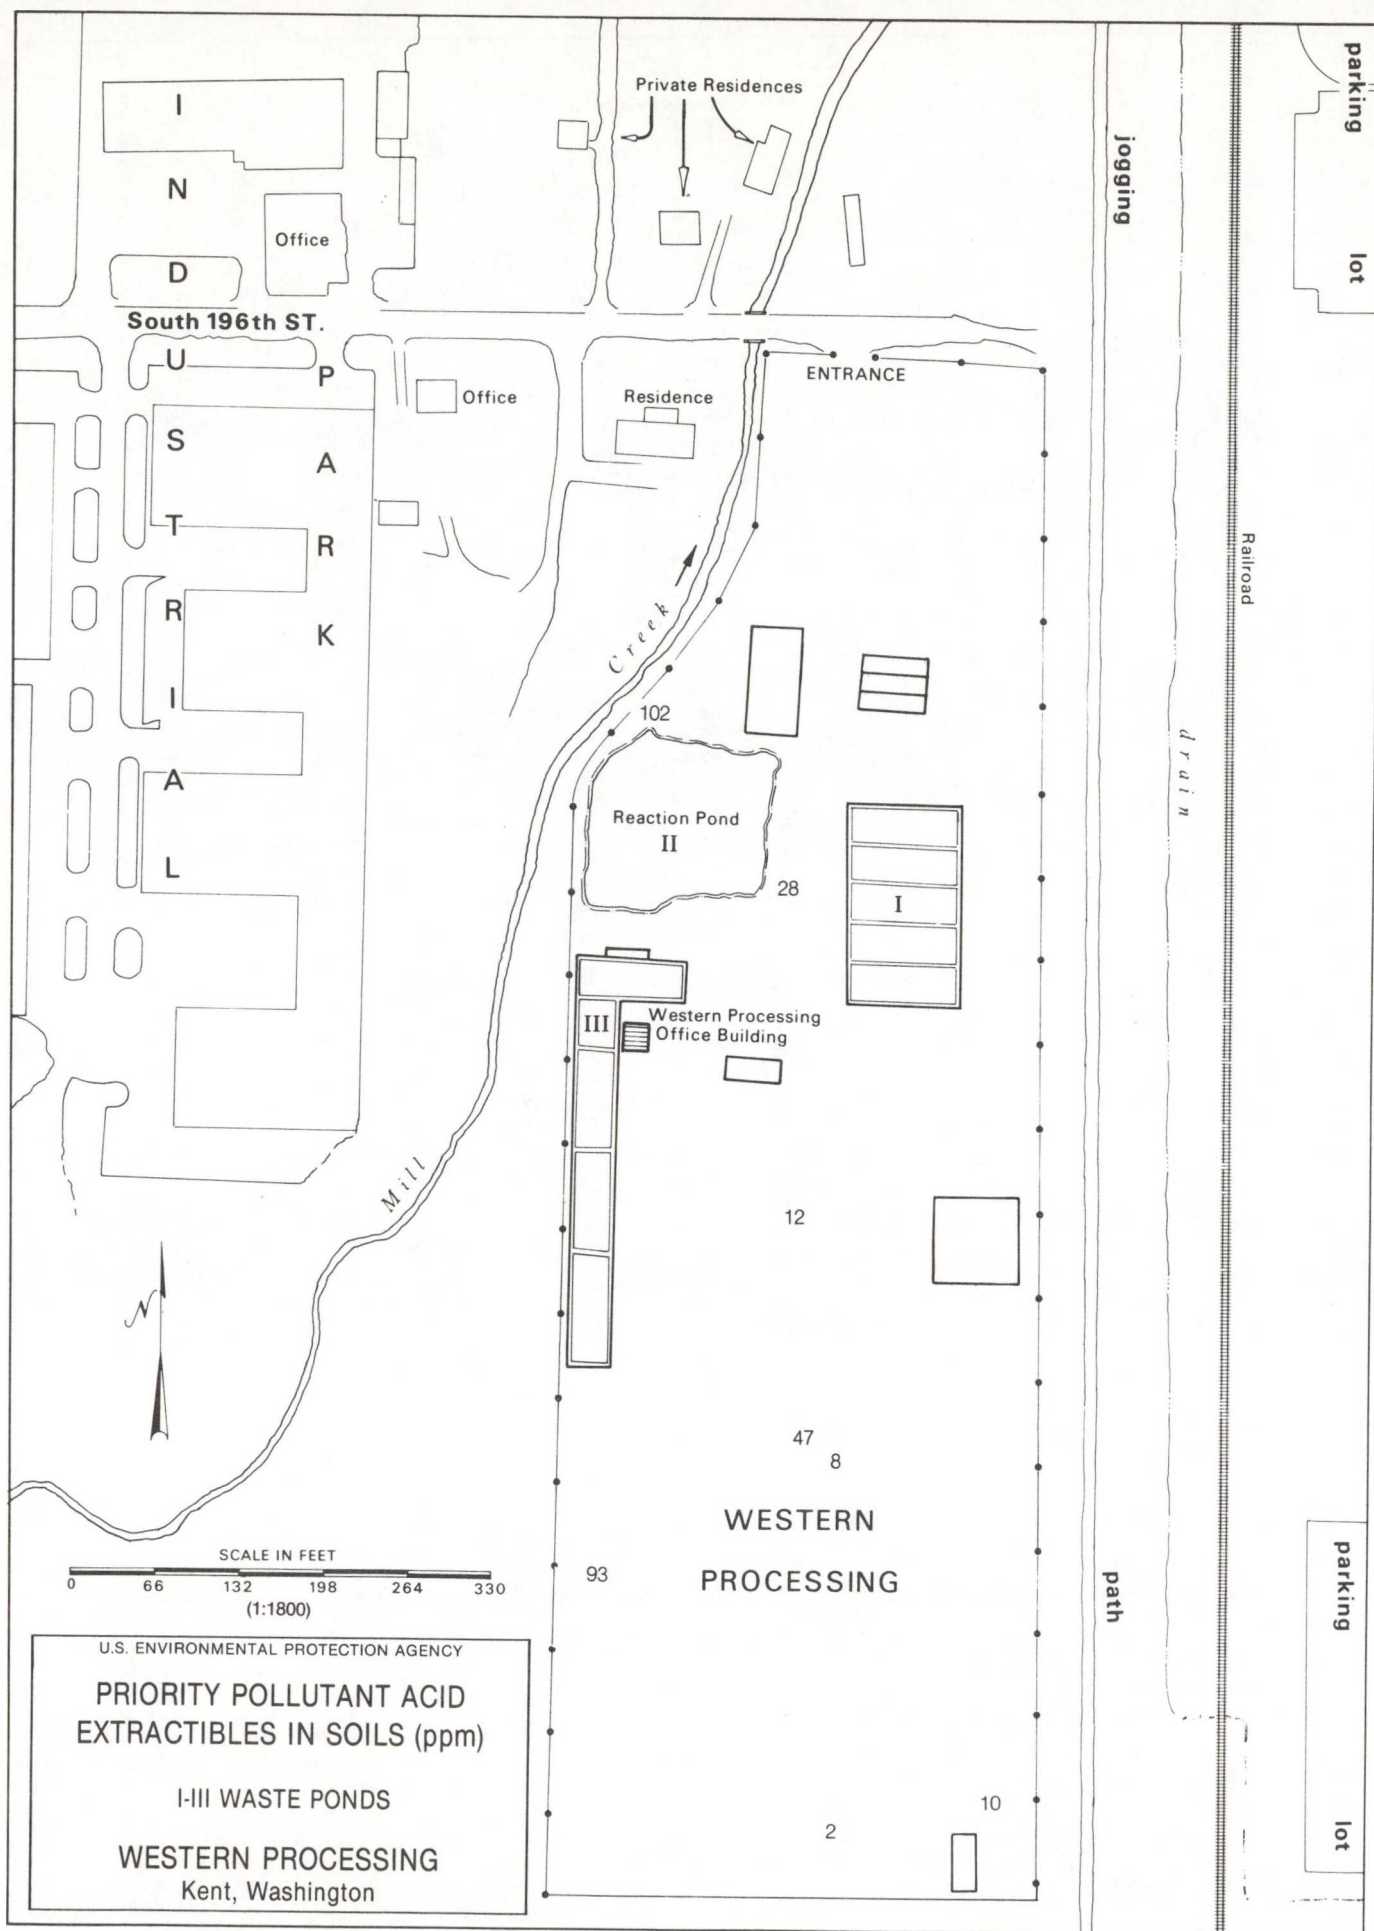 Private Residences
parking
lot
jogging
I
N
D
U
S
T
R
I
A
L
Office
South 196th ST.
P
A
R
K
Office
Residence
ENTRANCE
Railroad
Creek
102
drain
Reaction Pond
II
28
I
III
Western Processing
Office Building
Mill
12
N
47
8
WESTERN
PROCESSING
93
path
parking
lot
10
2
SCALE IN FEET
0 66 132 198 264 330
(1:1800)
U.S. ENVIRONMENTAL PROTECTION AGENCY
PRIORITY POLLUTANT ACID
EXTRACTIBLES IN SOILS (ppm)
I-III WASTE PONDS
WESTERN PROCESSING
Kent, Washington